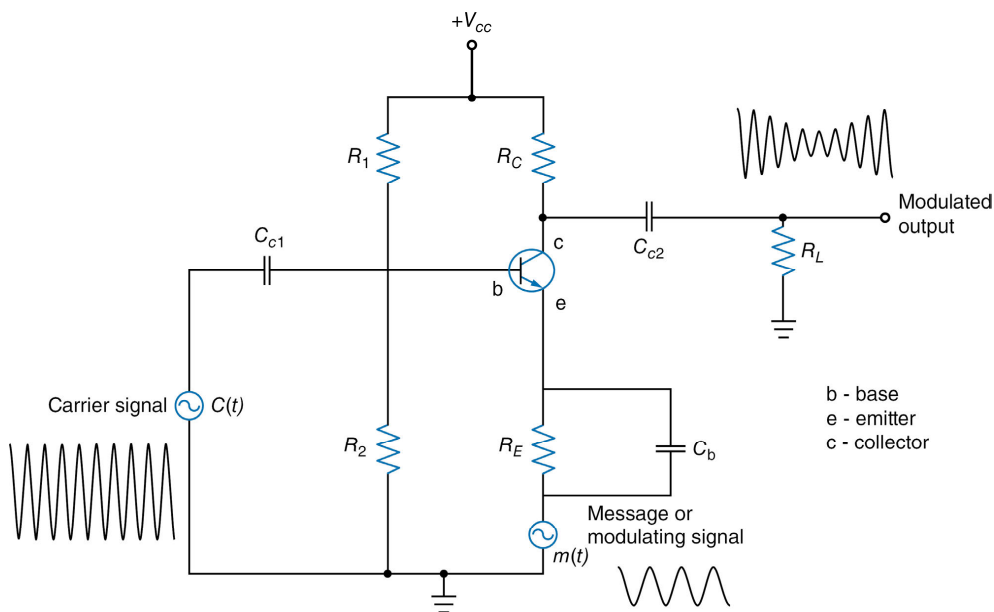 +Vcc
R1
RC
Modulated
output
Cc1
c
Cc2
RL
b
e
Carrier signal
C(t)
b - base
e - emitter
c - collector
R2
RE
Cb
Message or
modulating signal
m(t)